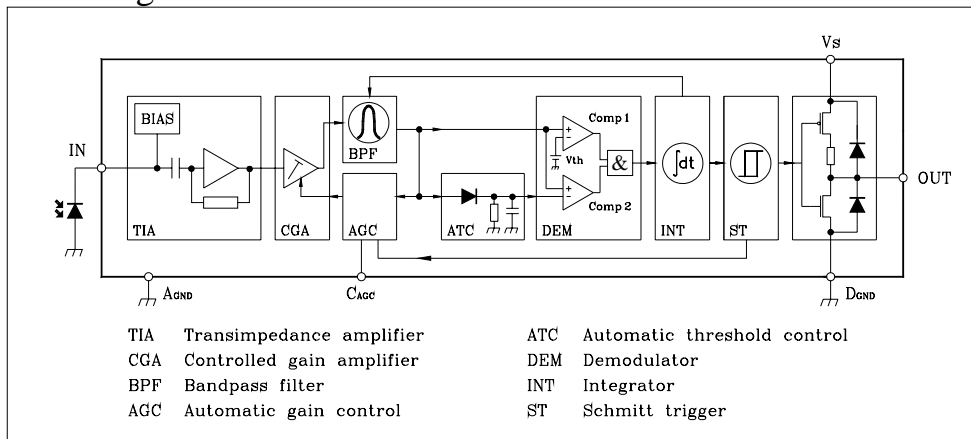 Vs
BIAS
IN
BPF
Comp 1
Vth
&
∫dt
Comp 2
OUT
TIA
CGA
AGC
ATC
DEM
INT
ST
AGND
CAGC
DGND
TIA Transimpedance amplifier
CGA Controlled gain amplifier
BPF Bandpass filter
AGC Automatic gain control
ATC Automatic threshold control
DEM Demodulator
INT Integrator
ST Schmitt trigger